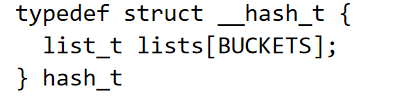 typedef struct __hash_t {
  list_t lists[BUCKETS];
} hash_t